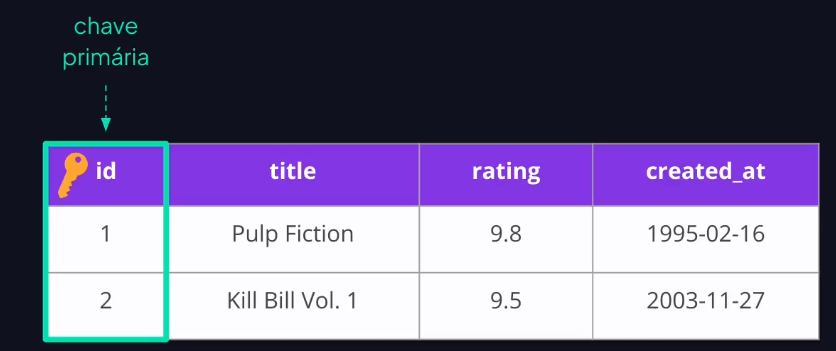 chave
primária
id title rating created_at
1 Pulp Fiction 9.8 1995-02-16
2 Kill Bill Vol. 1 9.5 2003-11-27